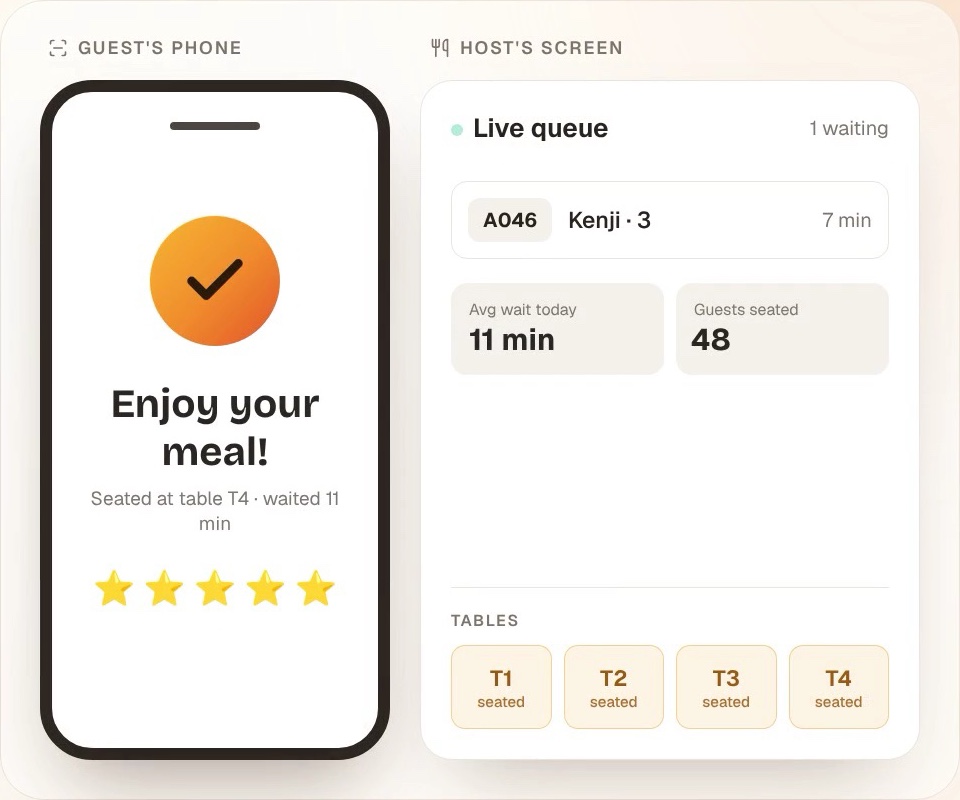 GUEST'S PHONE
Enjoy your
meal!
Seated at table T4 · waited 11
min
HOST'S SCREEN
Live queue
1 waiting
A046
Kenji · 3
7 min
Avg wait today
11 min
Guests seated
48
TABLES
T1
seated
T2
seated
T3
seated
T4
seated